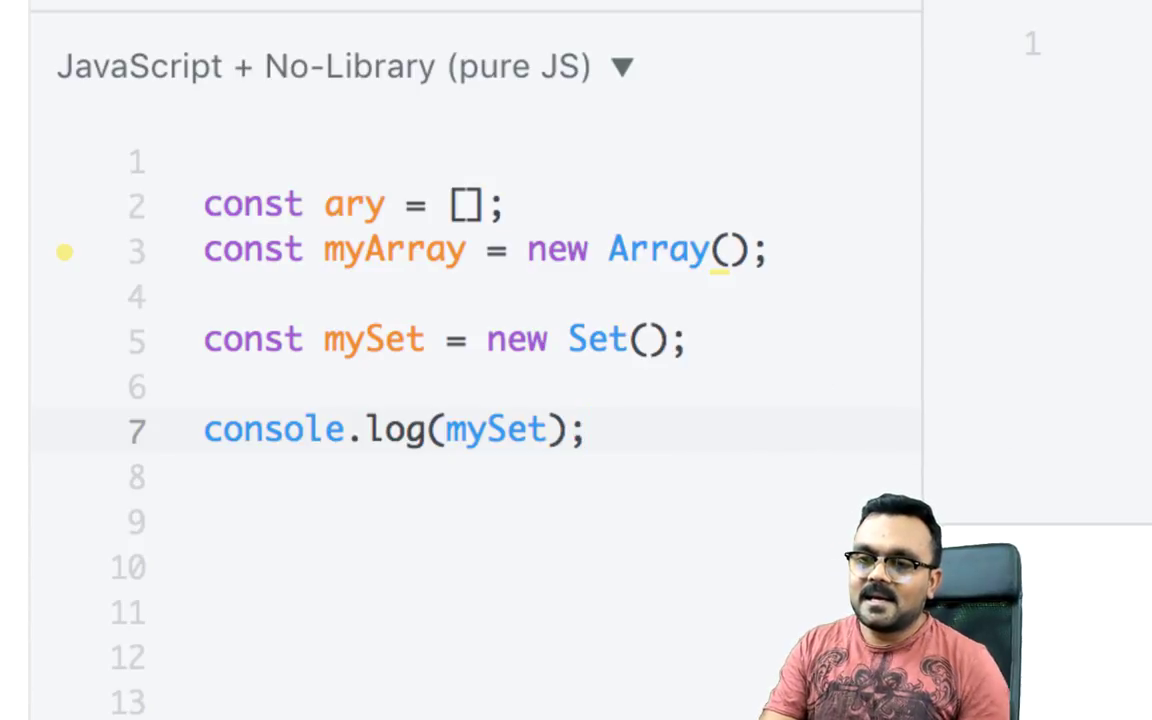 JavaScript + No-Library (pure JS) ▼
1
1
2 const ary = [];
3 const myArray = new Array();
4
5 const mySet = new Set();
6
7 console.log(mySet);
8
9
10
11
12
13